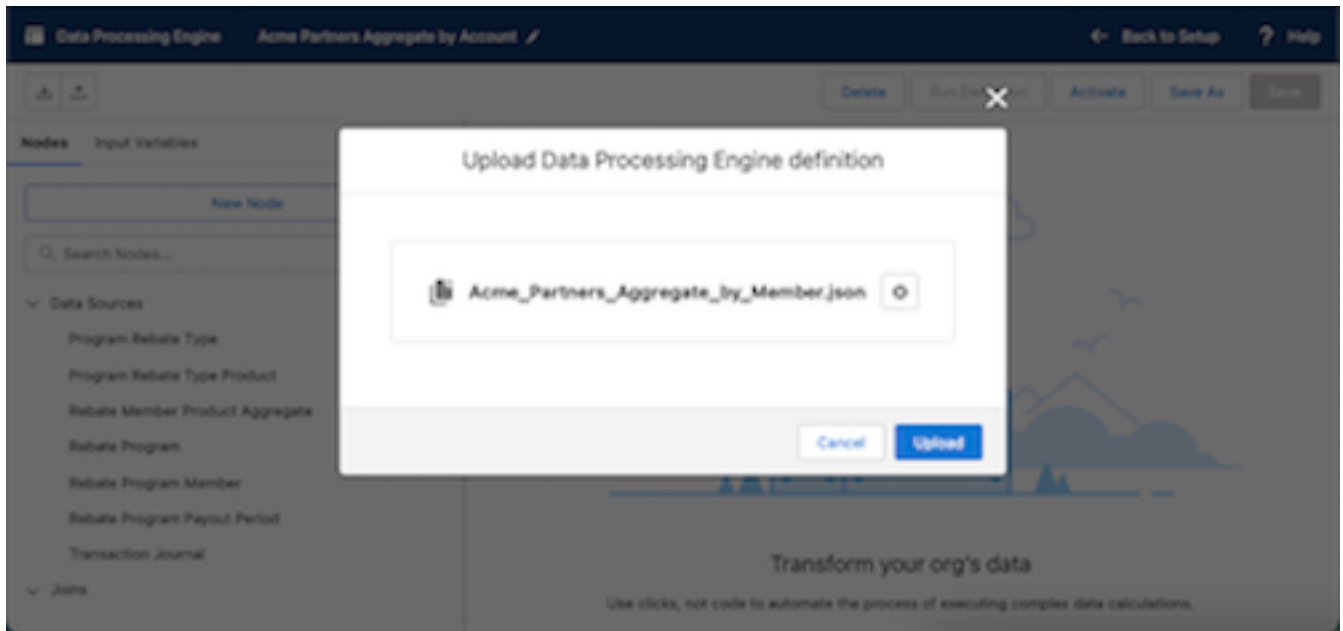 Data Processing Engine Acme Partners Aggregate by Account Back to Setup ? Help
Delete Run Activate Save As Save
Nodes Input Variables
Upload Data Processing Engine definition
New Node
Search Nodes...
Acme_Partners_Aggregate_by_Member.json
Data Sources
Program Rebate Type
Program Rebate Type Product
Rebate Member Product Aggregate
Rebate Program
Cancel Upload
Rebate Program Member
Rebate Program Payout Period
Transaction Journal
Transform your org's data
Joins
Use clicks, not code to automate the process of executing complex data calculations.